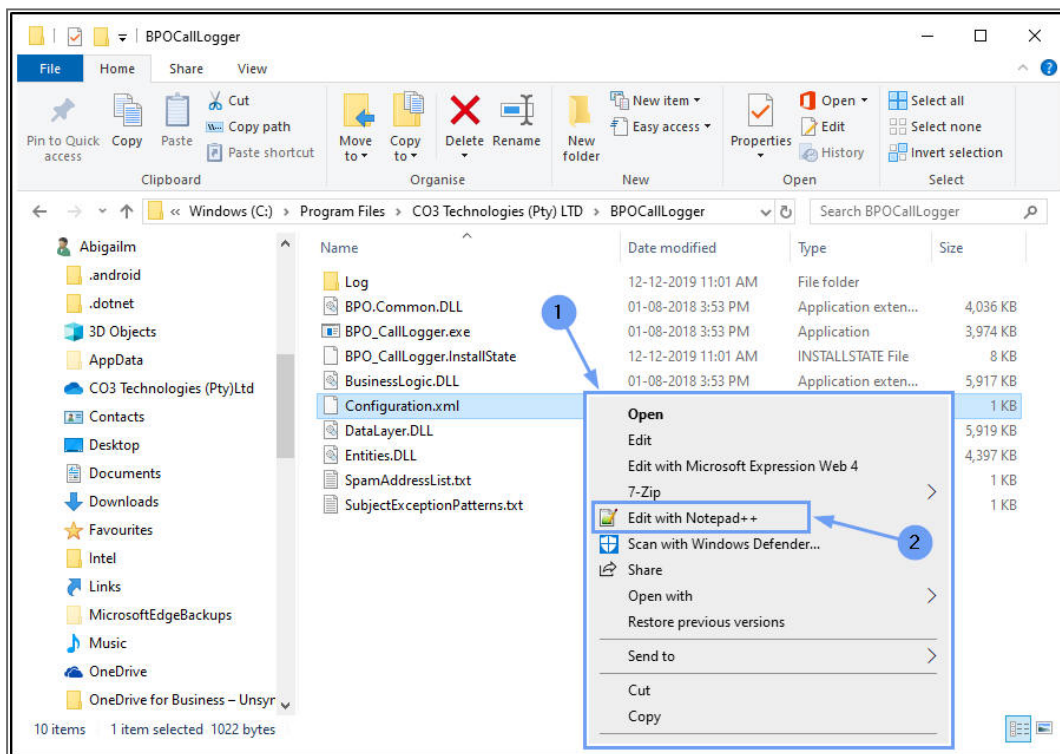 BPOCallLogger
File Home Share View
Pin to Quick access
Copy
Paste
Cut
Copy path
Paste shortcut
Move to
Copy to
Delete
Rename
New folder
New item
Easy access
Properties
Open
Edit
History
Select all
Select none
Invert selection
Clipboard Organise New Open Select
« Windows (C:) > Program Files > CO3 Technologies (Pty) LTD > BPOCallLogger
Search BPOCallLogger
Abigailm
.android
.dotnet
3D Objects
AppData
CO3 Technologies (Pty)Ltd
Contacts
Desktop
Documents
Downloads
Favourites
Intel
Links
MicrosoftEdgeBackups
Music
OneDrive
OneDrive for Business – Unsyr
Name Date modified Type Size
Log 12-12-2019 11:01 AM File folder
BPO.Common.DLL 01-08-2018 3:53 PM Application exten... 4,036 KB
BPO_CallLogger.exe 01-08-2018 3:53 PM Application 3,974 KB
BPO_CallLogger.InstallState 12-12-2019 11:01 AM INSTALLSTATE File 8 KB
BusinessLogic.DLL 01-08-2018 3:53 PM Application exten... 5,917 KB
Configuration.xml 1 KB
DataLayer.DLL 5,919 KB
Entities.DLL 4,397 KB
SpamAddressList.txt 1 KB
SubjectExceptionPatterns.txt 1 KB
1
Open
Edit
Edit with Microsoft Expression Web 4
7-Zip
Edit with Notepad++
2
Scan with Windows Defender...
Share
Open with
Restore previous versions
Send to
Cut
Copy
10 items 1 item selected 1022 bytes